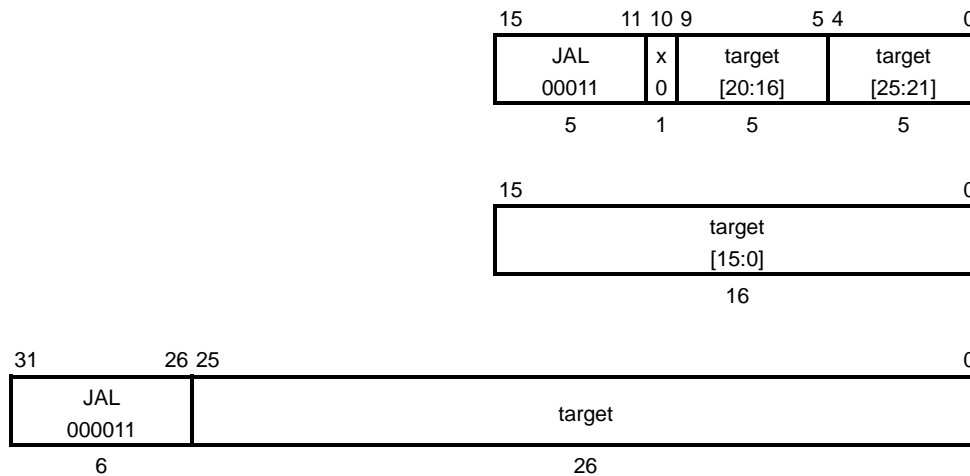 15 11 10 9 5 4 0
JAL x target target
00011 0 [20:16] [25:21]
5 1 5 5
15 0
target
[15:0]
16
31 26 25 0
JAL
target
000011
6 26